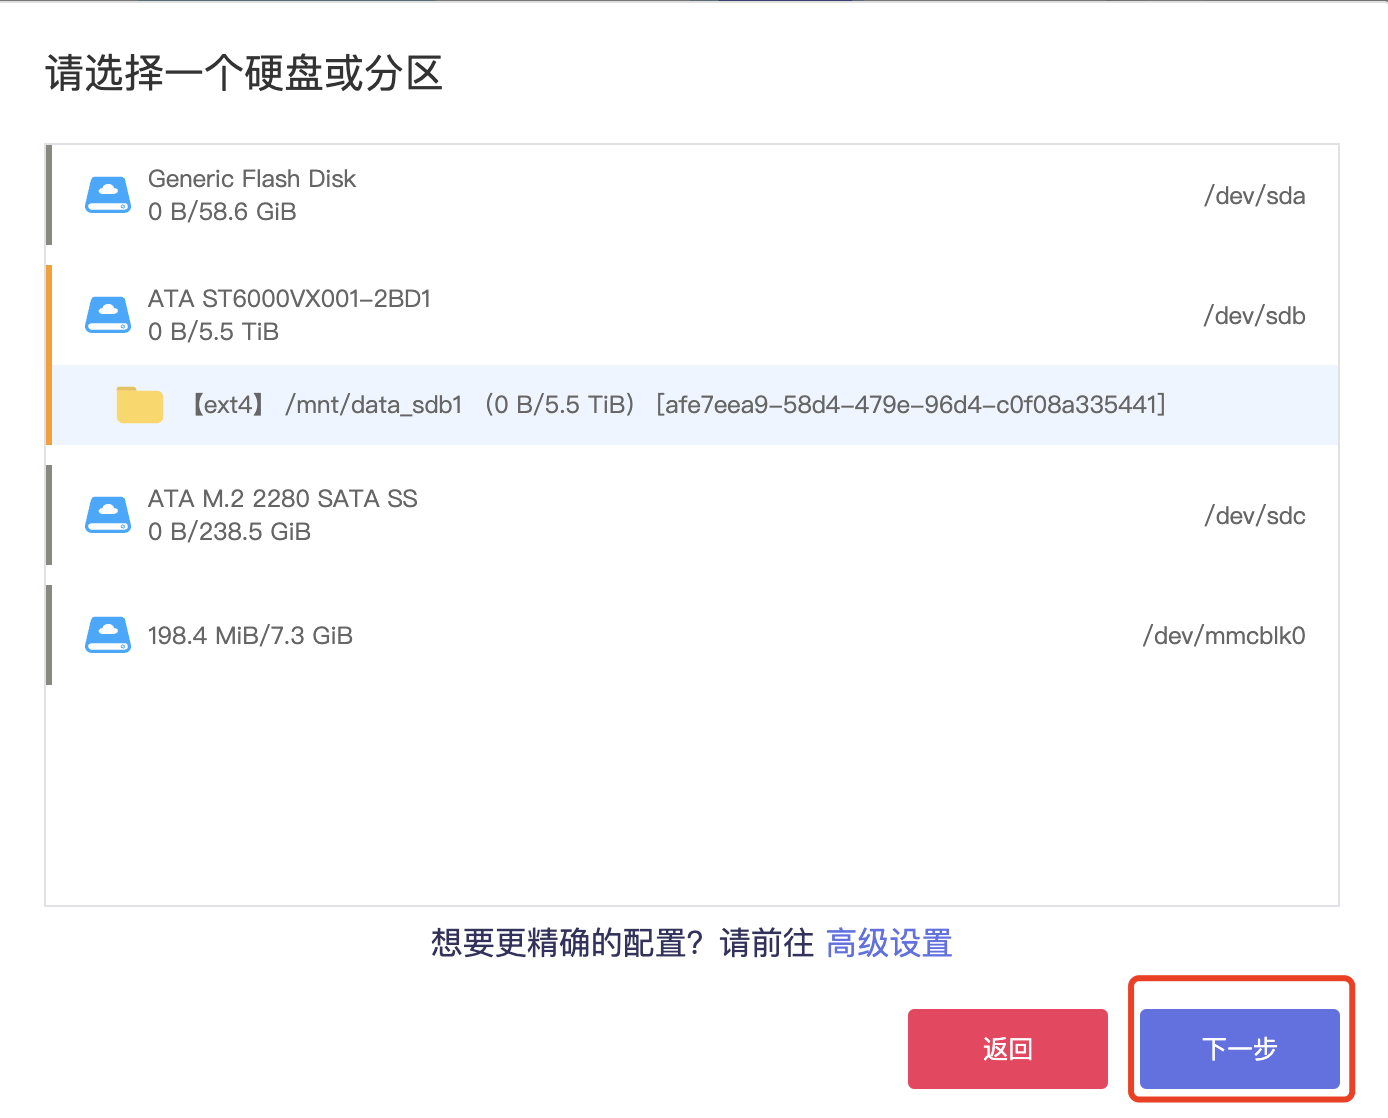 请选择一个硬盘或分区
Generic Flash Disk
0 B/58.6 GiB
/dev/sda
ATA ST6000VX001-2BD1
0 B/5.5 TiB
/dev/sdb
【ext4】 /mnt/data_sdb1 （0 B/5.5 TiB） [afe7eea9-58d4-479e-96d4-c0f08a335441]
ATA M.2 2280 SATA SS
0 B/238.5 GiB
/dev/sdc
198.4 MiB/7.3 GiB
/dev/mmcblk0
想要更精确的配置？请前往 高级设置
返回
下一步